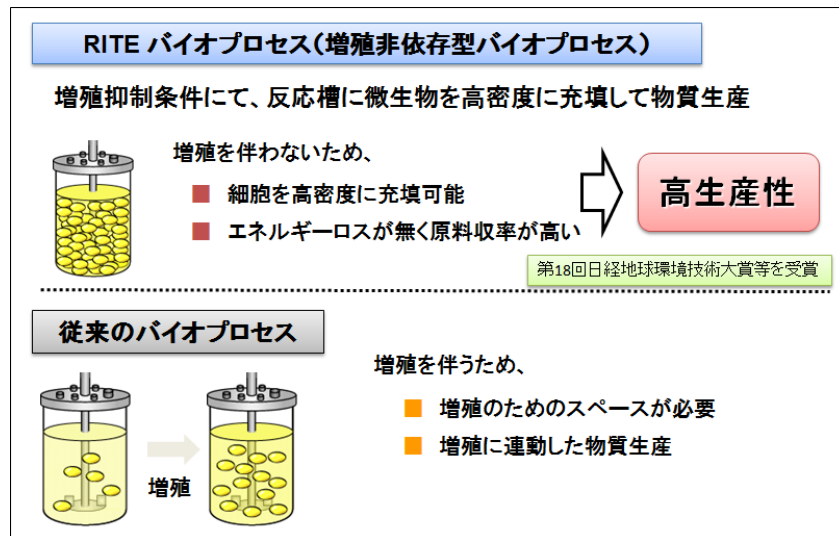 RITE バイオプロセス(増殖非依存型バイオプロセス)
増殖抑制条件にて、反応槽に微生物を高密度に充填して物質生産
増殖を伴わないため、
■ 細胞を高密度に充填可能
■ エネルギーロスが無く原料収率が高い
高生産性
第18回日経地球環境技術大賞等を受賞
従来のバイオプロセス
増殖
増殖を伴うため、
■ 増殖のためのスペースが必要
■ 増殖に連動した物質生産